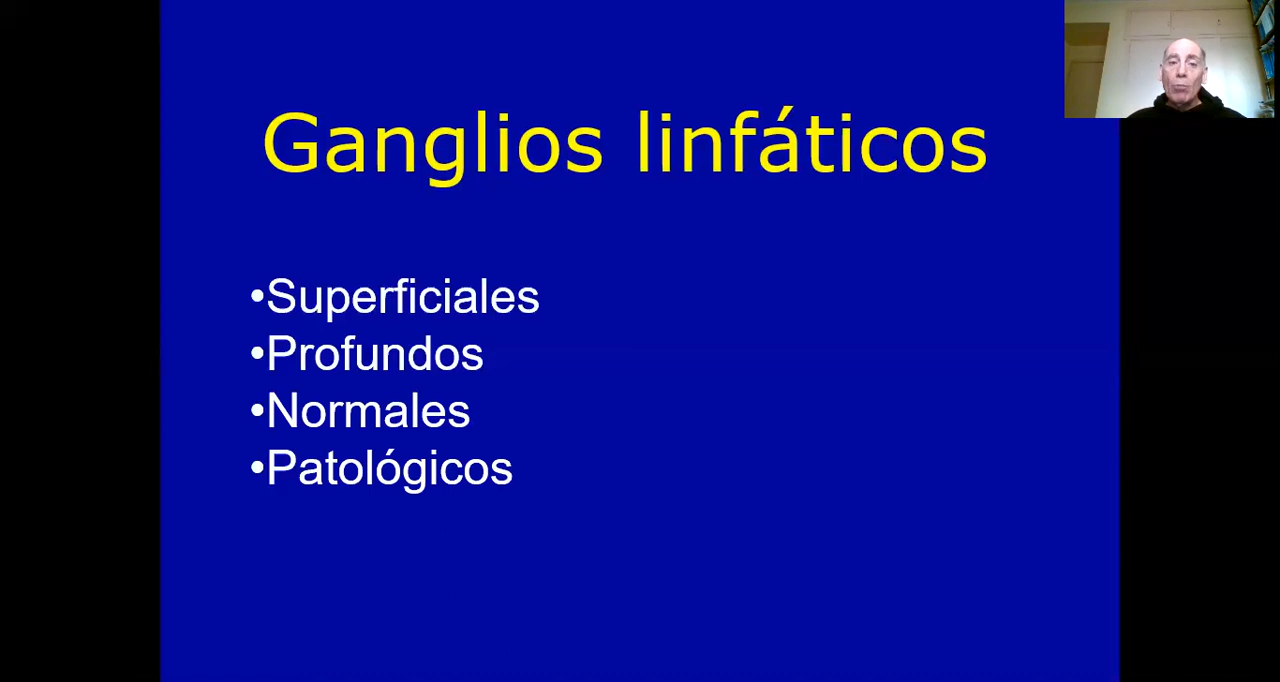 Ganglios linfáticos
•Superficiales
•Profundos
•Normales
•Patológicos